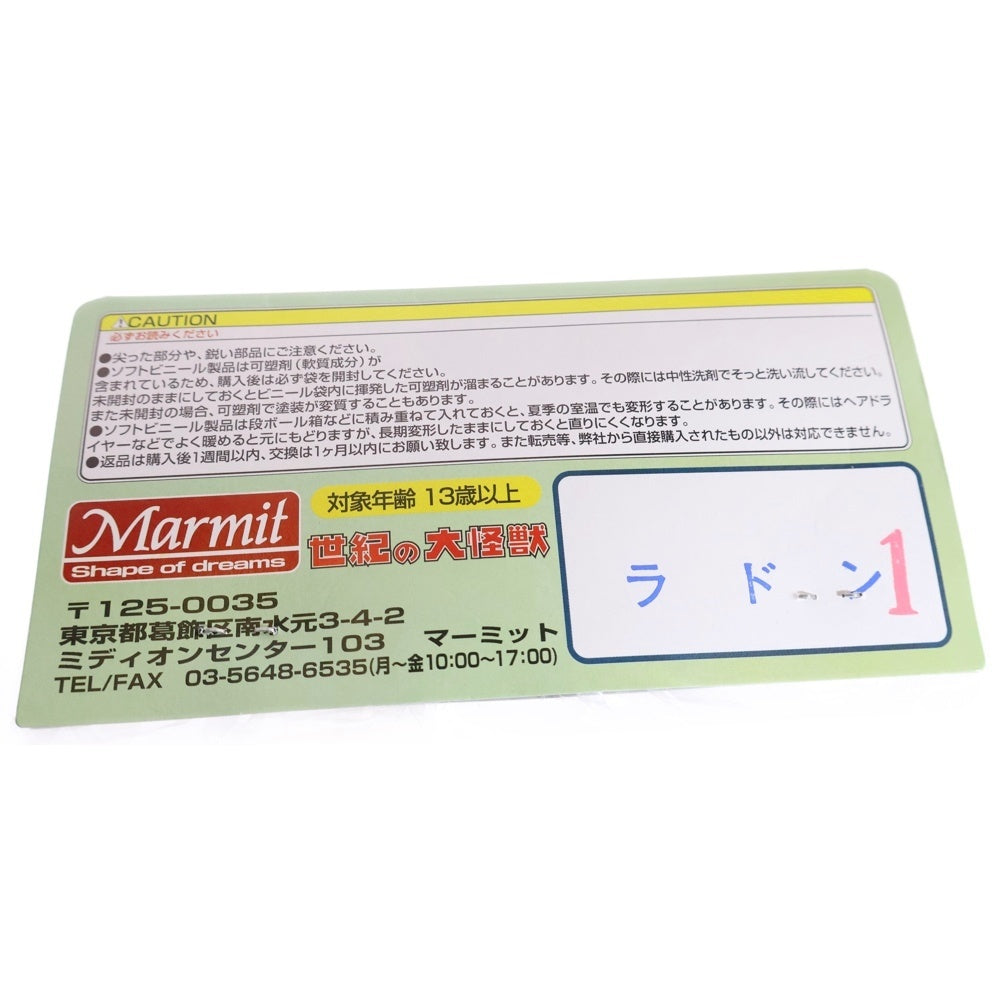 ⚠CAUTION
必ずお読みください
●尖った部分や、鋭い部品にご注意ください。
●ソフトビニール製品は可塑剤（軟質成分）が
含まれているため、購入後は必ず袋を開封してください。
未開封のままにしておくとビニール袋内に揮発した可塑剤が溜まることがあります。その際には中性洗剤でそっと洗い流してください。
また未開封の場合、可塑剤で塗装が変質することもあります。
●ソフトビニール製品は段ボール箱などに積み重ねて入れておくと、夏季の室温でも変形することがあります。その際にはヘアドラ
イヤーなどでよく暖めると元にもどりますが、長期変形したままにしておくと直りにくくなります。
●返品は購入後1週間以内、交換は1ヶ月以内にお願い致します。また転売等、弊社から直接購入されたもの以外は対応できません。
Marmit
Shape of dreams
対象年齢 13歳以上
世紀の大怪獣
〒125-0035
東京都葛飾区南水元3-4-2
ミディオンセンター103 マーミット
TEL/FAX 03-5648-6535(月～金10:00～17:00)
ラドン1